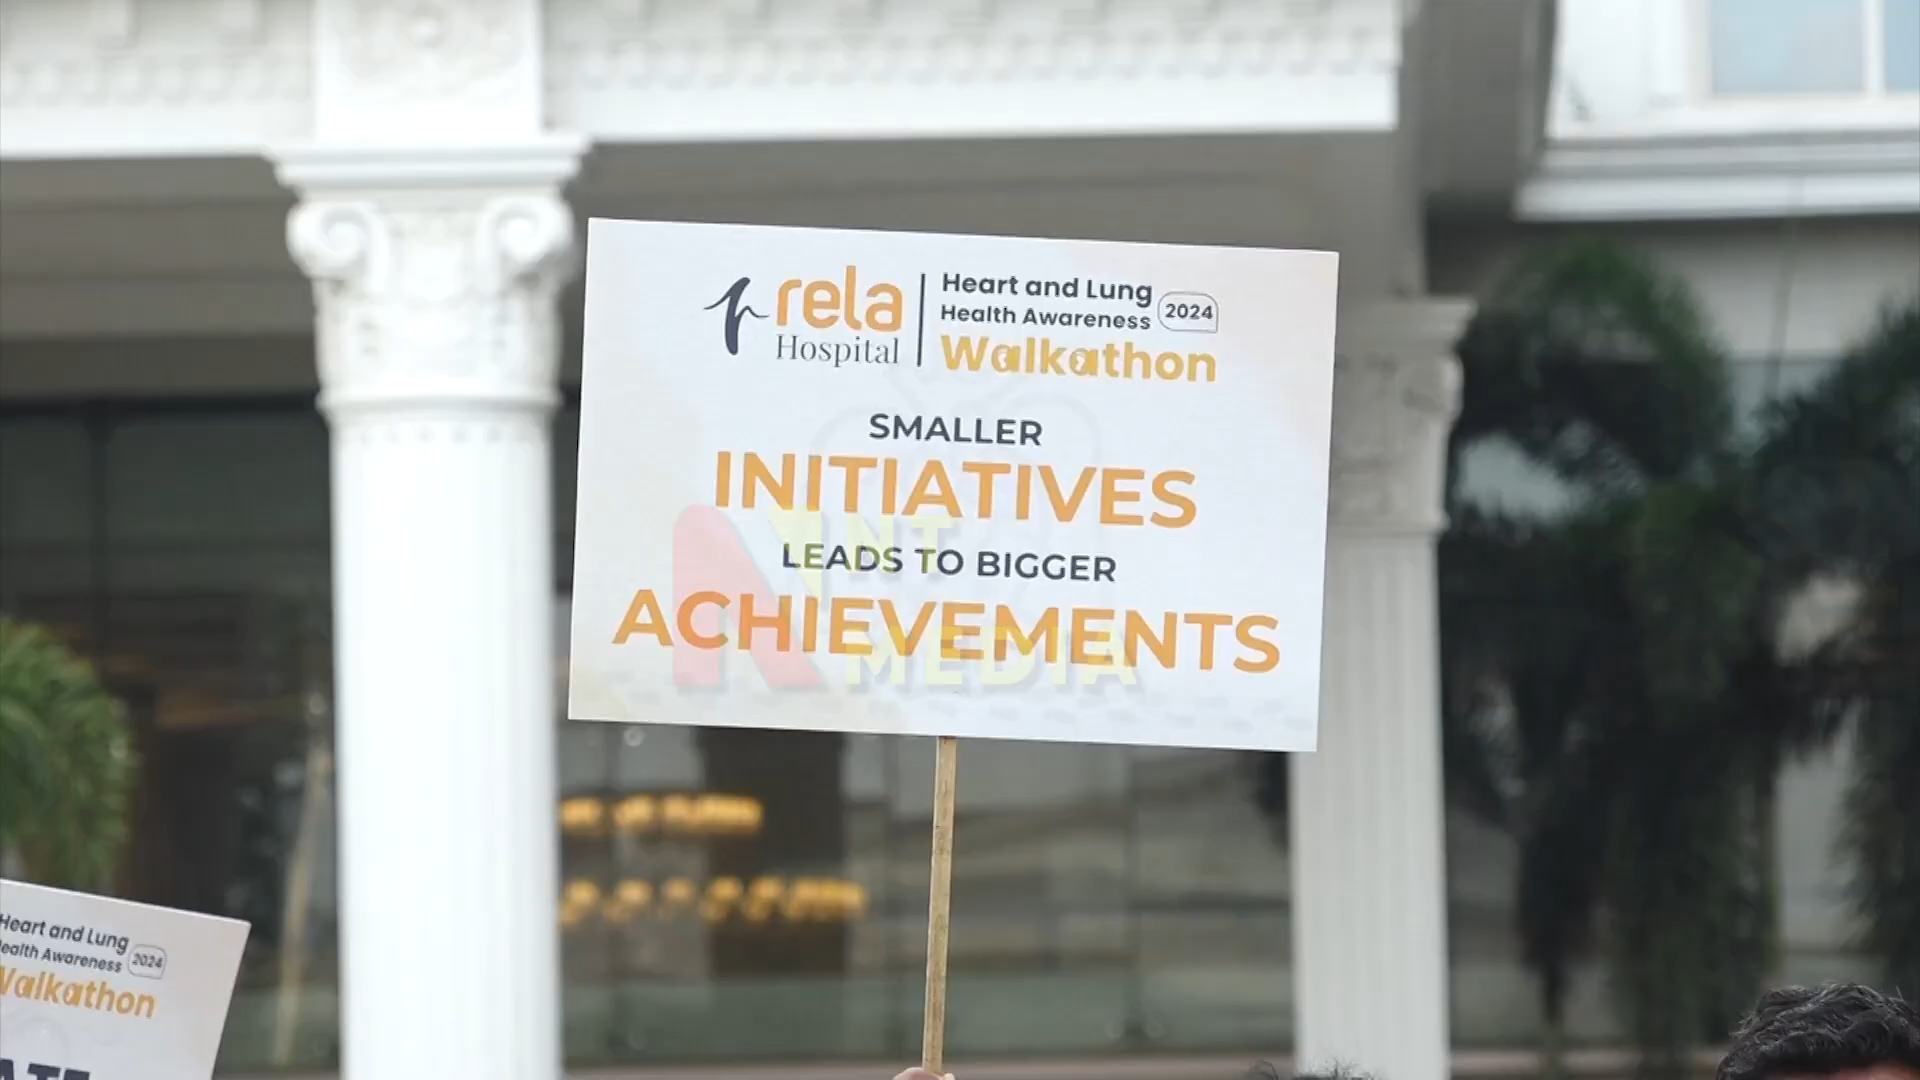 rela
Hospital
Heart and Lung
Health Awareness
2024
Walkathon
SMALLER
INITIATIVES
LEADS TO BIGGER
ACHIEVEMENTS
NT
MEDIA
Heart and Lung
Health Awareness
2024
Walkathon